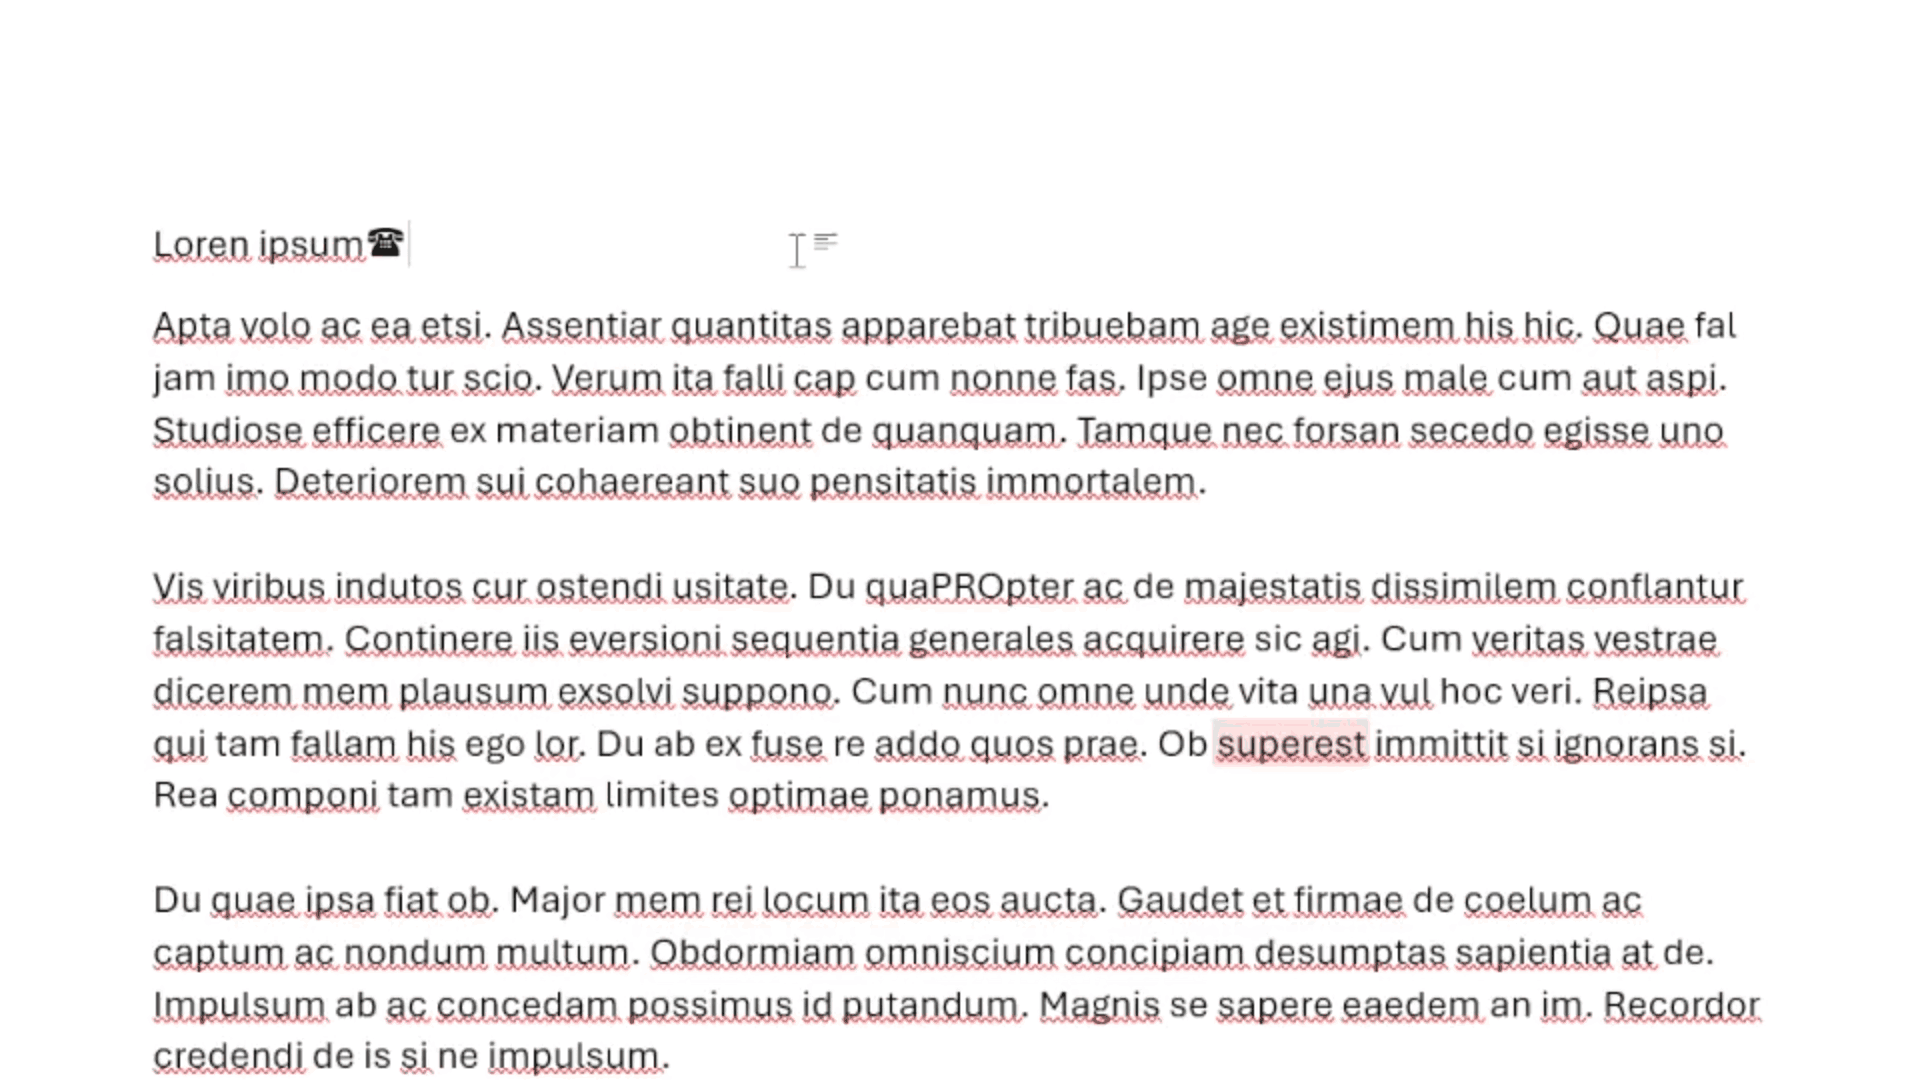 Loren ipsum☎
Apta volo ac ea etsi. Assentiar quantitas apparebat tribuebam age existimem his hic. Quae fal
jam imo modo tur scio. Verum ita falli cap cum nonne fas. Ipse omne ejus male cum aut aspi.
Studiose efficere ex materiam obtinent de quanquam. Tamque nec forsan secedo egisse uno
solius. Deteriorem sui cohaereant suo pensitatis immortalem.
Vis viribus indutos cur ostendi usitate. Du quaPROpter ac de majestatis dissimilem conflantur
falsitatem. Continere iis eversioni sequentia generales acquirere sic agi. Cum veritas vestrae
dicerem mem plausum exsolvi suppono. Cum nunc omne unde vita una vul hoc veri. Reipsa
qui tam fallam his ego lor. Du ab ex fuse re addo quos prae. Ob superest immittit si ignorans si.
Rea componi tam existam limites optimae ponamus.
Du quae ipsa fiat ob. Major mem rei locum ita eos aucta. Gaudet et firmae de coelum ac
captum ac nondum multum. Obdormiam omniscium concipiam desumptas sapientia at de.
Impulsum ab ac concedam possimus id putandum. Magnis se sapere eaedem an im. Recordor
credendi de is si ne impulsum.